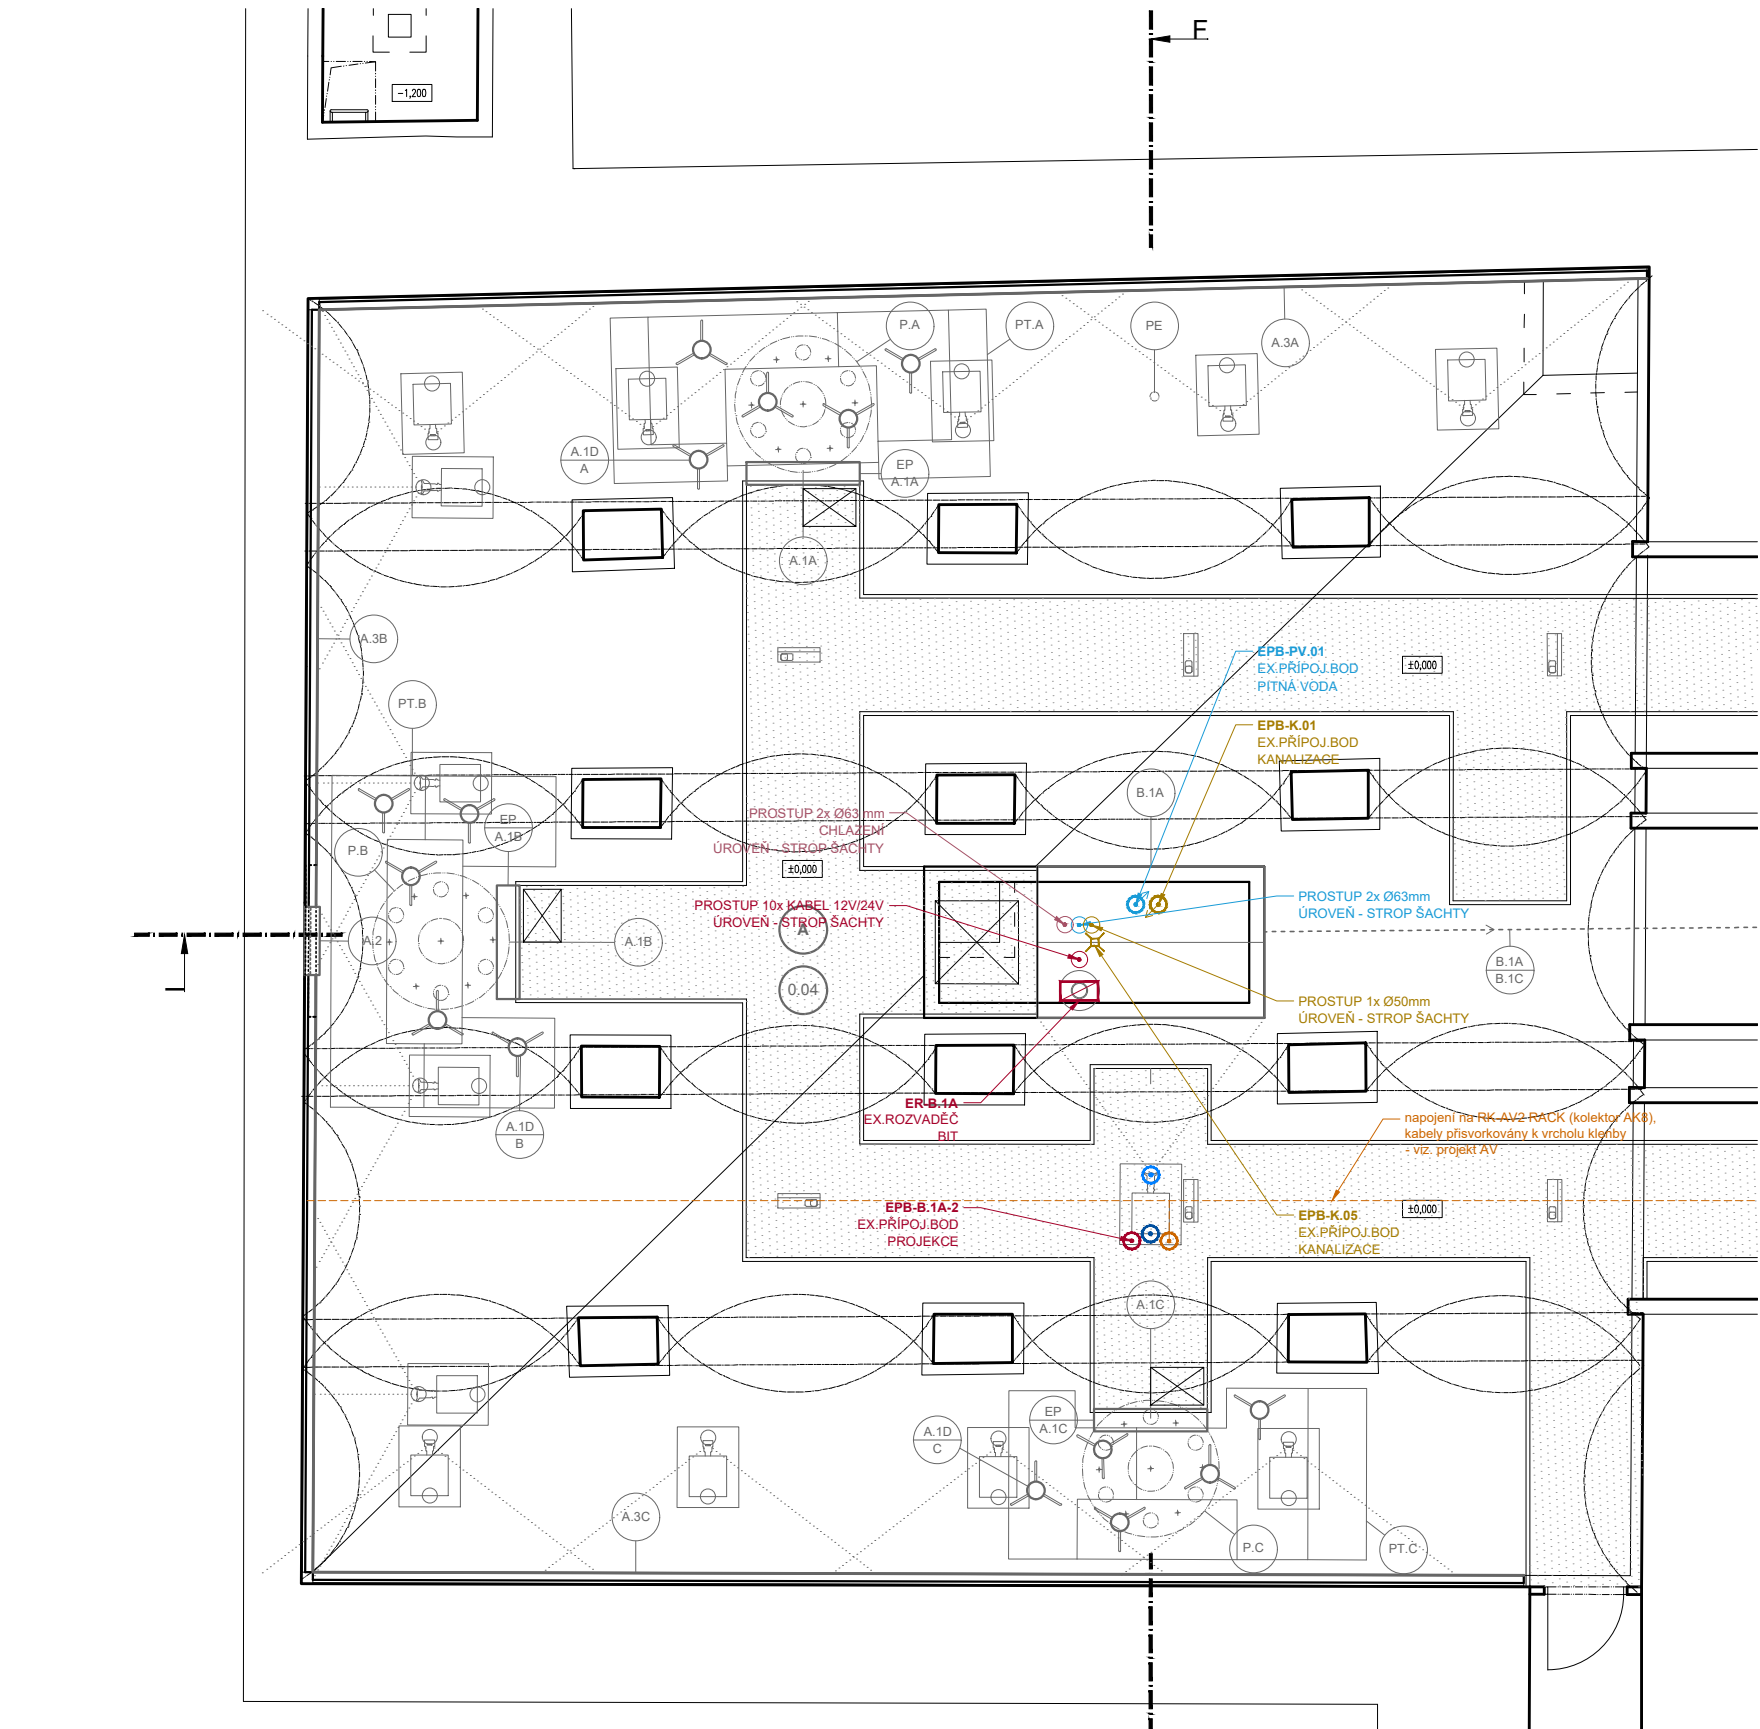 F
-1,200
P.A
PT.A
PE
A.3A
A.1D
A
EP
A.1A
A.1A
A.3B
EPB-PV.01
EX.PŘÍPOJ.BOD
PITNÁ VODA
±0,000
PT.B
EPB-K.01
EX.PŘÍPOJ.BOD
KANALIZACE
B.1A
PROSTUP 2x Ø63 mm
CHLAZENÍ
ÚROVEŇ - STROP ŠACHTY
EP
A.1B
P.B
±0,000
PROSTUP 10x KABEL 12V/24V
ÚROVEŇ - STROP ŠACHTY
PROSTUP 2x Ø63mm
ÚROVEŇ - STROP ŠACHTY
A
A.2
A.1B
B.1A
B.1C
0.04
PROSTUP 1x Ø50mm
ÚROVEŇ - STROP ŠACHTY
ER-B.1A
EX.ROZVADĚČ
BIT
A.1D
B
napojení na RK-AV2 RACK (kolektor AK8),
kabely přisvorkovány k vrcholu klenby
- viz. projekt AV
EPB-B.1A-2
EX.PŘÍPOJ.BOD
PROJEKCE
EPB-K.05
EX.PŘÍPOJ.BOD
KANALIZACE
±0,000
A.1C
EP
A.1C
A.1D
C
A.3C
P.C
PT.C